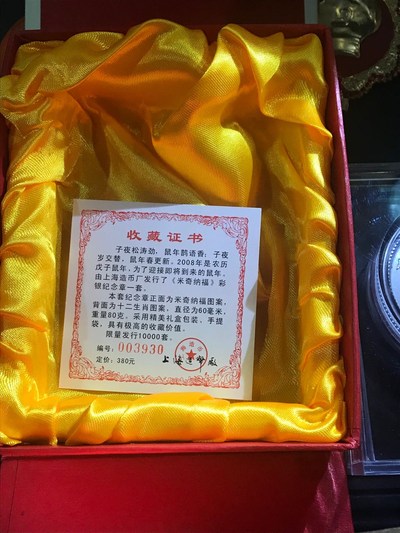 收藏证书
子夜松涛劲，鼠年鹊语香；子夜
岁交替，鼠年春更新。2008年是农历
戊子鼠年，为了迎接即将到来的鼠年，
由上海造币厂发行了《米奇纳福》彩
银纪念章一套。
本套纪念章正面为米奇纳福图案，
背面为十二生肖图案，直径为60毫米，
重量80克，采用精美礼盒包装、手提
袋，具有极高的收藏价值。
限量发行10000套。
编号：003930
定价：380元
上海造币厂